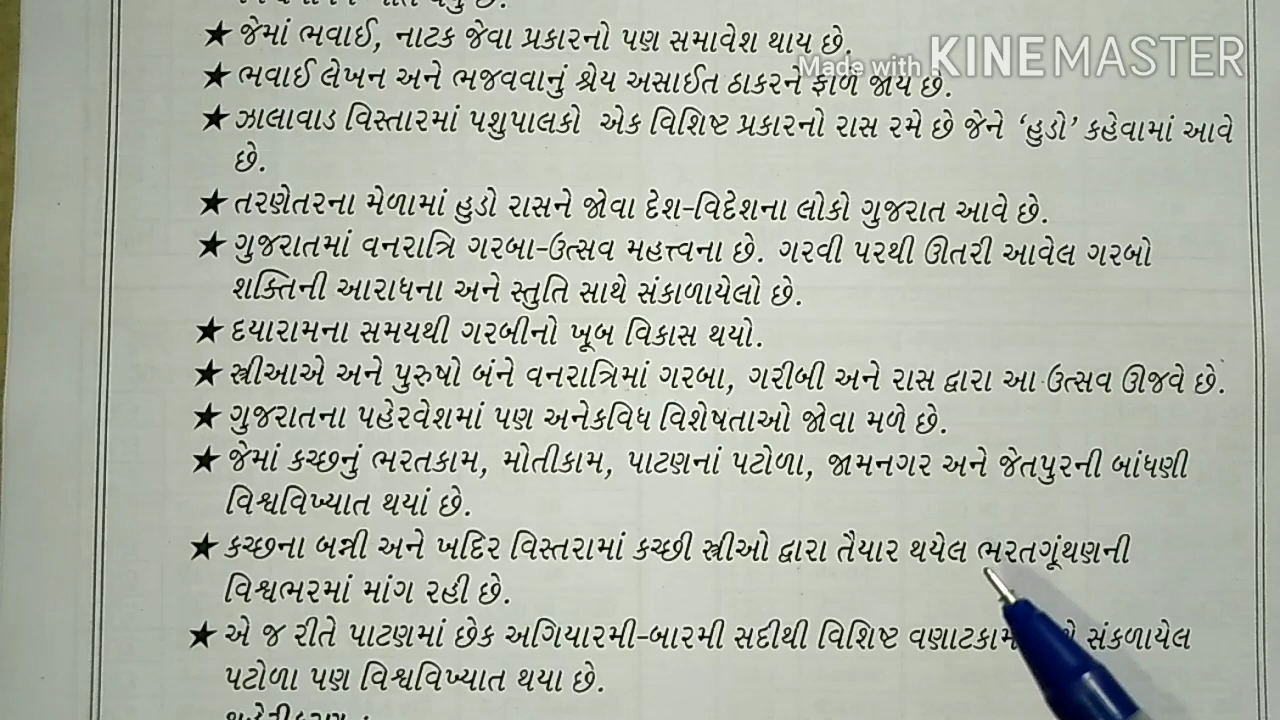 ★ જેમાં ભવાઈ, નાટક જેવા પ્રકારનો પણ સમાવેશ થાય છે.
Made with KINEMASTER
★ ભવાઈ લેખન અને ભજવવાનું શ્રેય અસાઈત ઠાકરને ફાળે જાય છે.
★ ઝાલાવાડ વિસ્તારમાં પશુપાલકો એક વિશિષ્ટ પ્રકારનો રાસ રમે છે જેને ‘હુડો’ કહેવામાં આવે
છે.
★ તરણેતરના મેળામાં હુડો રાસને જોવા દેશ-વિદેશના લોકો ગુજરાત આવે છે.
★ ગુજરાતમાં વનરાત્રિ ગરબા-ઉત્સવ મહત્ત્વના છે. ગરવી પરથી ઊતરી આવેલ ગરબો
શક્તિની આરાધના અને સ્તુતિ સાથે સંકાળાયેલો છે.
★ દયારામના સમયથી ગરબીનો ખૂબ વિકાસ થયો.
★ સ્ત્રીઆએ અને પુરુષો બંને વનરાત્રિમાં ગરબા, ગરીબી અને રાસ દ્વારા આ ઉત્સવ ઊજવે છે.
★ ગુજરાતના પહેરવેશમાં પણ અનેકવિધ વિશેષતાઓ જોવા મળે છે.
★ જેમાં કચ્છનું ભરતકામ, મોતીકામ, પાટણનાં પટોળા, જામનગર અને જેતપુરની બાંધણી
વિશ્વવિખ્યાત થયાં છે.
★ કચ્છના બન્ની અને ખદિર વિસ્તરામાં કચ્છી સ્ત્રીઓ દ્વારા તૈયાર થયેલ ભરતગૂંથણની
વિશ્વભરમાં માંગ રહી છે.
★ એ જ રીતે પાટણમાં છેક અગિયારમી-બારમી સદીથી વિશિષ્ટ વણાટકામ સંકળાયેલ
પટોળા પણ વિશ્વવિખ્યાત થયા છે.